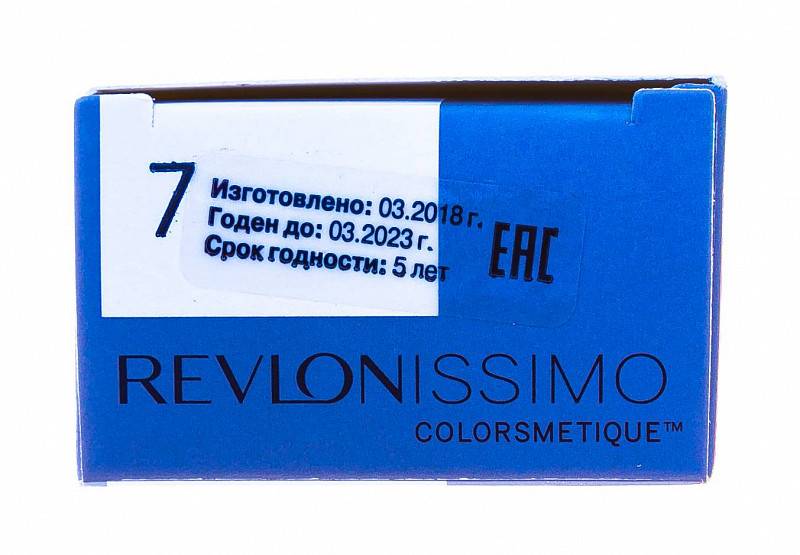 7
Изготовлено: 03.2018 г.
Годен до: 03.2023 г.
Срок годности: 5 лет
EAC
REVLONISSIMO
COLORSMETIQUE™